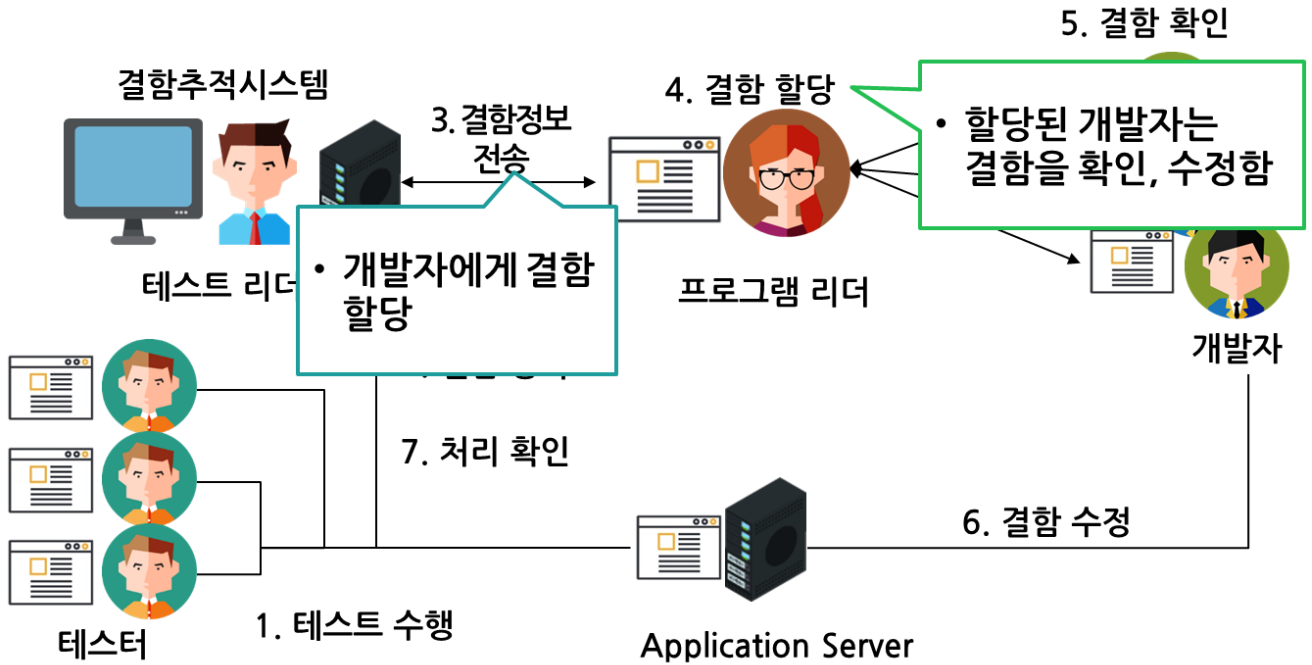 5. 결함 확인
결함추적시스템
4. 결함 할당
3. 결함정보
전송
• 할당된 개발자는
결함을 확인, 수정함
• 개발자에게 결함
할당
테스트 리더
프로그램 리더
개발자
7. 처리 확인
6. 결함 수정
1. 테스트 수행
테스터
Application Server